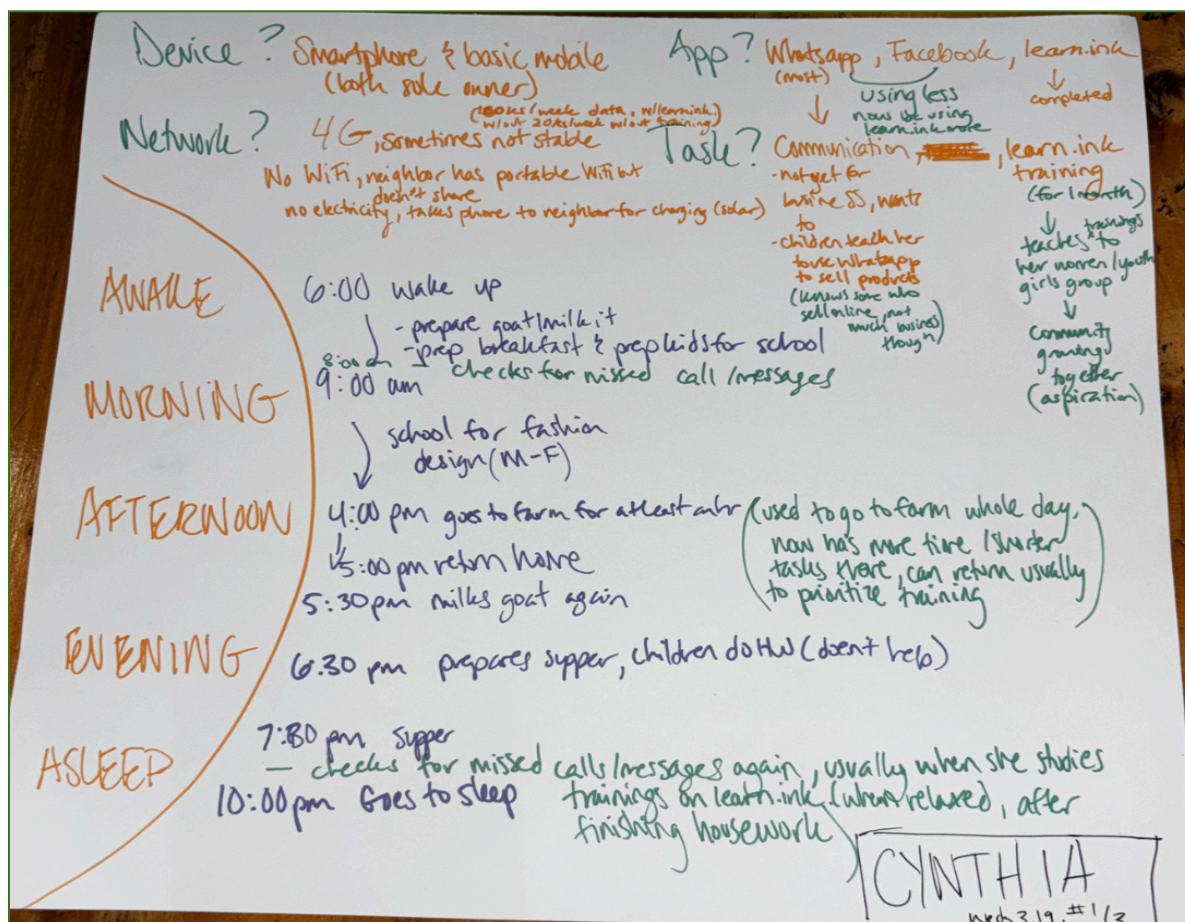 Device?
Smartphone & basic mobile
(both sole owner)
Network?
(100ks/week data, w/learnink,
w/out 20ks/week w/out training)
4G, sometimes not stable
No WiFi, neighbor has portable WiFi but
doesn't share
no electricity, takes phone to neighbor for charging (solar)
App?
Whatsapp, Facebook, learn.ink
(most)
using less
now
using
learn.ink more
completed
Task?
Communication,
learn.ink
training
- not yet for
business, wants
to
- children teach her
to use Whatsapp
to sell products
(knows some who
sell online, not
much business
though)
(for 1 month)
teaches trainings to
her women/youth
girls group
Community
growing
together
(aspiration)
AWAKE
6:00 wake up
- prepare goat/milk it
- prep breakfast & prep kids for school
8:00 am - checks for missed call/messages
MORNING
9:00 am
school for fashion
design (M-F)
AFTERNOON
4:00 pm goes to farm for atleast anhr
5:00 pm return home
5:30 pm milks goat again
(used to go to farm whole day,
now has more time/shorter
tasks there, can return usually
to prioritize training)
EVENING
6:30 pm prepares supper, children do HW (doesn't help)
ASLEEP
7:30 pm supper
- checks for missed calls/messages again, usually when she studies
trainings on learn.ink (when relaxed), after
finishing housework
10:00 pm Goes to sleep
CYNTHIA
3.19, #1/3